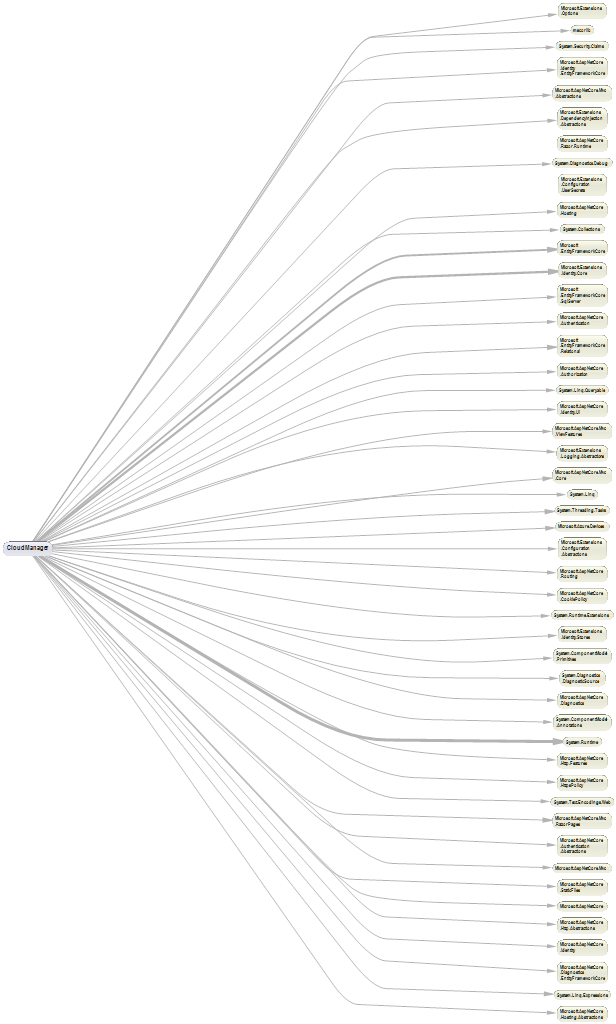 Microsoft.Extensions
.Options
mscorlib
System.Security.Claims
Microsoft.AspNetCore
.Identity
.EntityFrameworkCore
Microsoft.AspNetCore.Mvc
.Abstractions
Microsoft.Extensions
.DependencyInjection
.Abstractions
Microsoft.AspNetCore
.Razor.Runtime
System.Diagnostics.Debug
Microsoft.Extensions
.Configuration
.UserSecrets
Microsoft.AspNetCore
.Hosting
System.Collections
Microsoft
.EntityFrameworkCore
Microsoft.Extensions
.Identity.Core
Microsoft
.EntityFrameworkCore
.SqlServer
Microsoft.AspNetCore
.Authentication
Microsoft
.EntityFrameworkCore
.Relational
Microsoft.AspNetCore
.Authorization
System.Linq.Queryable
Microsoft.AspNetCore
.Identity.UI
Microsoft.AspNetCore.Mvc
.ViewFeatures
Microsoft.Extensions
.Logging.Abstractions
Microsoft.AspNetCore.Mvc
.Core
System.Linq
System.Threading.Tasks
Microsoft.Azure.Devices
CloudManager
Microsoft.Extensions
.Configuration
.Abstractions
Microsoft.AspNetCore
.Routing
Microsoft.AspNetCore
.CookiePolicy
System.Runtime.Extensions
Microsoft.Extensions
.Identity.Stores
System.ComponentModel
.Primitives
System.Diagnostics
.DiagnosticSource
Microsoft.AspNetCore
.Diagnostics
System.ComponentModel
.Annotations
System.Runtime
Microsoft.AspNetCore
.Http.Features
Microsoft.AspNetCore
.HttpsPolicy
System.Text.Encodings.Web
Microsoft.AspNetCore.Mvc
.RazorPages
Microsoft.AspNetCore
.Authentication
.Abstractions
Microsoft.AspNetCore.Mvc
Microsoft.AspNetCore
.StaticFiles
Microsoft.AspNetCore
Microsoft.AspNetCore
.Http.Abstractions
Microsoft.AspNetCore
.Identity
Microsoft.AspNetCore
.Diagnostics
.EntityFrameworkCore
System.Linq.Expressions
Microsoft.AspNetCore
.Hosting.Abstractions